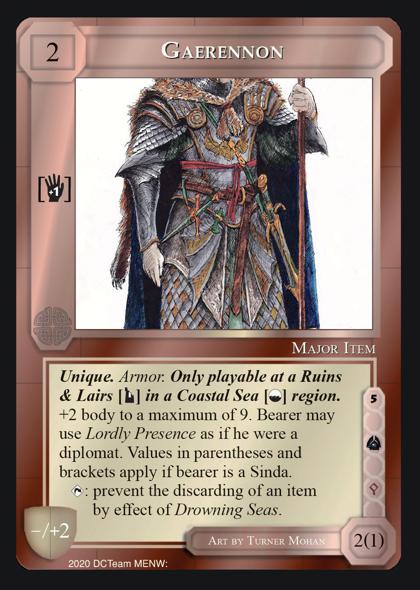 2
GAERENNON
MAJOR ITEM
Unique. Armor. Only playable at a Ruins
& Lairs [ ] in a Coastal Sea [ ] region.
+2 body to a maximum of 9. Bearer may
use Lordly Presence as if he were a
diplomat. Values in parentheses and
brackets apply if bearer is a Sinda.
: prevent the discarding of an item
by effect of Drowning Seas.
5
–/+2
ART BY TURNER MOHAN
2(1)
2020 DCTeam MENW: